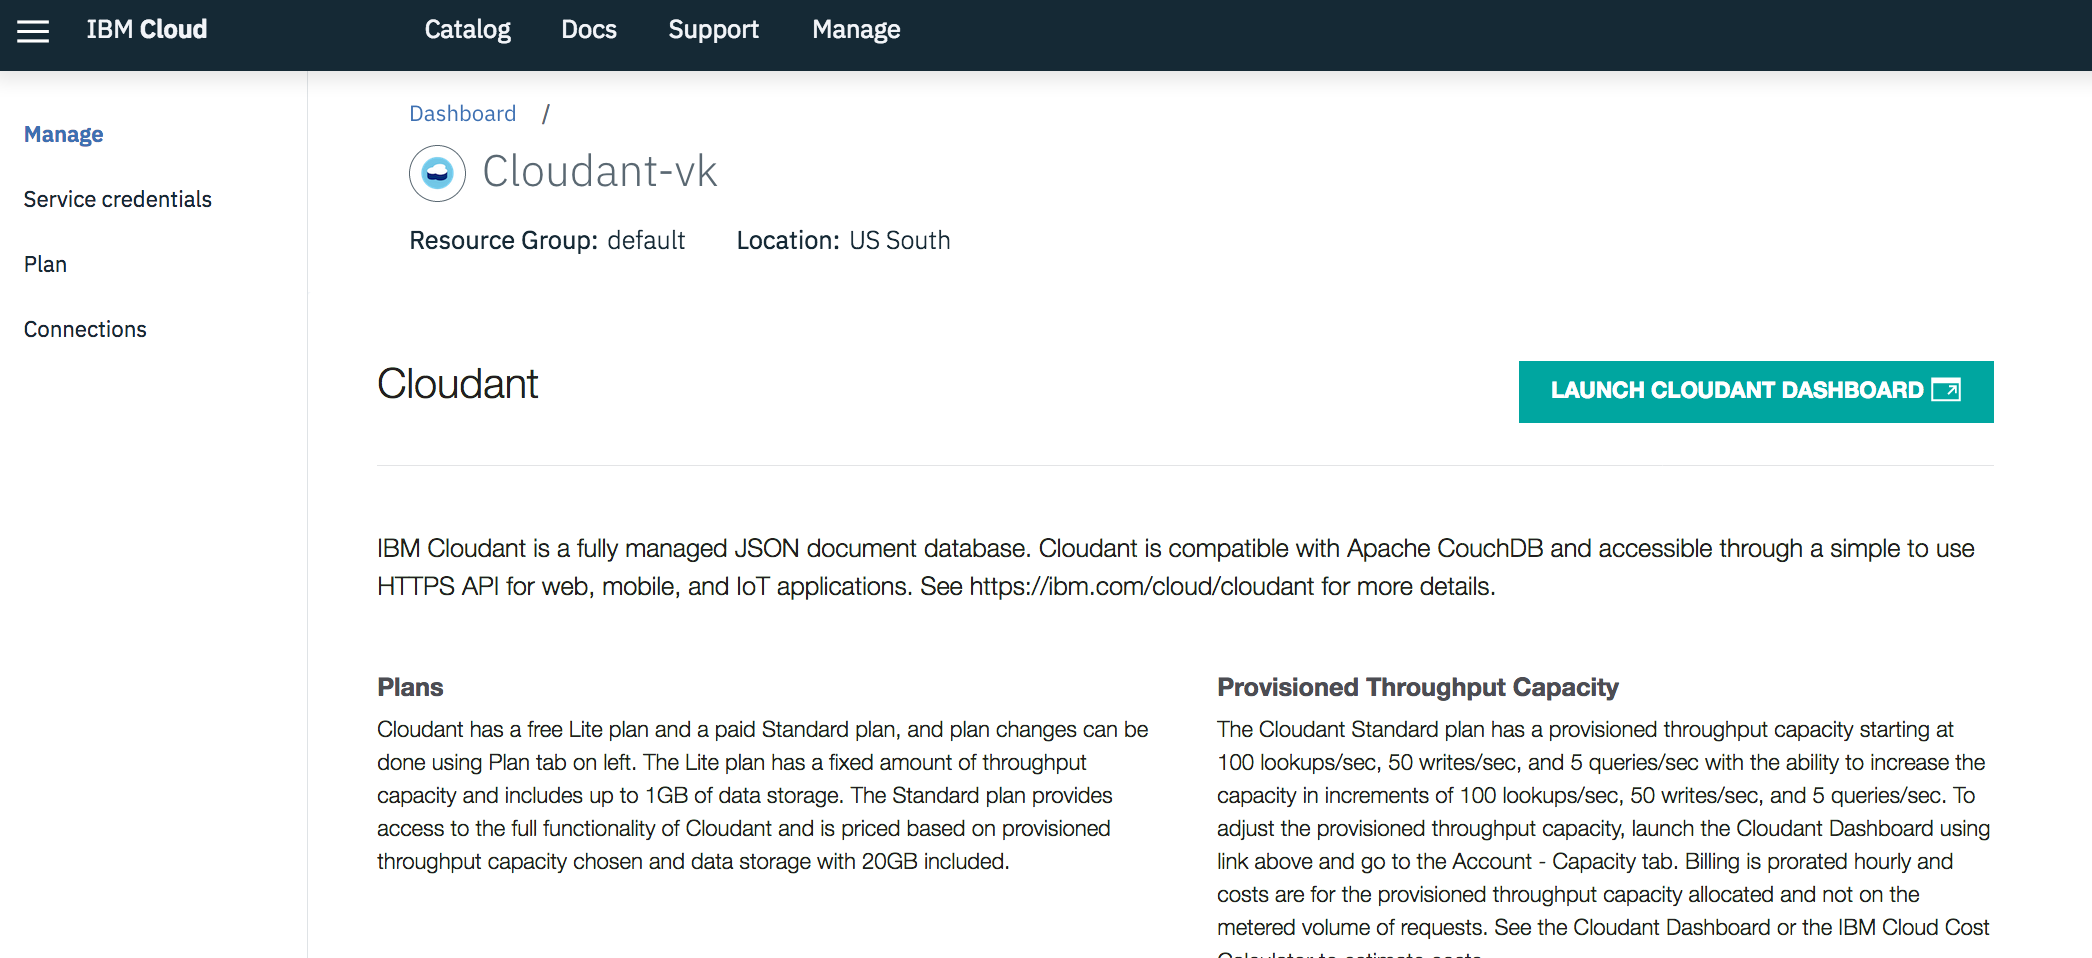 IBM Cloud Catalog Docs Support Manage
Manage
Service credentials
Plan
Connections
Dashboard /
Cloudant-vk
Resource Group: default Location: US South
Cloudant
LAUNCH CLOUDANT DASHBOARD
IBM Cloudant is a fully managed JSON document database. Cloudant is compatible with Apache CouchDB and accessible through a simple to use
HTTPS API for web, mobile, and IoT applications. See https://ibm.com/cloud/cloudant for more details.
Plans
Cloudant has a free Lite plan and a paid Standard plan, and plan changes can be
done using Plan tab on left. The Lite plan has a fixed amount of throughput
capacity and includes up to 1GB of data storage. The Standard plan provides
access to the full functionality of Cloudant and is priced based on provisioned
throughput capacity chosen and data storage with 20GB included.
Provisioned Throughput Capacity
The Cloudant Standard plan has a provisioned throughput capacity starting at
100 lookups/sec, 50 writes/sec, and 5 queries/sec with the ability to increase the
capacity in increments of 100 lookups/sec, 50 writes/sec, and 5 queries/sec. To
adjust the provisioned throughput capacity, launch the Cloudant Dashboard using
link above and go to the Account - Capacity tab. Billing is prorated hourly and
costs are for the provisioned throughput capacity allocated and not on the
metered volume of requests. See the Cloudant Dashboard or the IBM Cloud Cost
Calculator to estimate costs